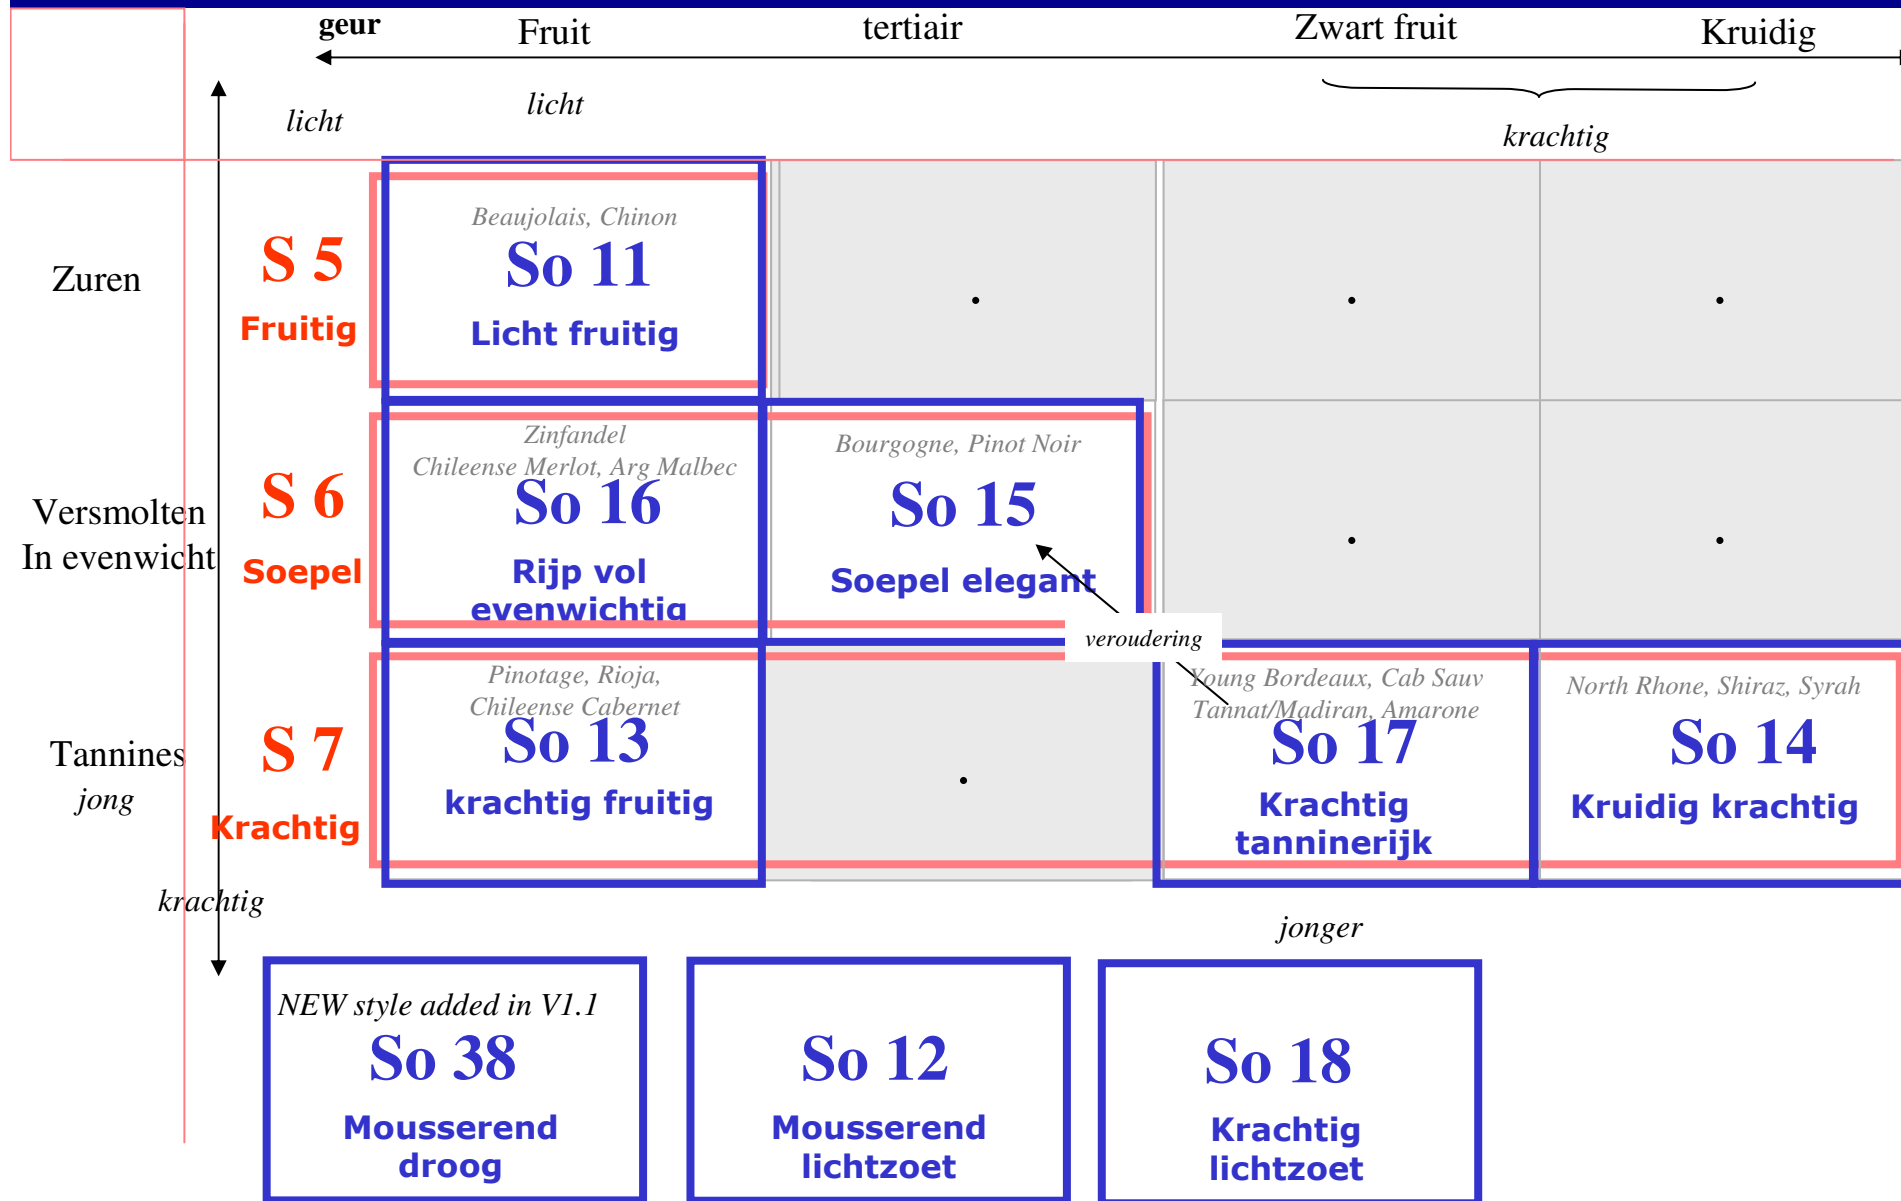 geur
Fruit
tertiair
Zwart fruit
Kruidig
licht
licht
krachtig
Zuren
S 5
Fruitig
Beaujolais, Chinon
So 11
Licht fruitig
Versmolten
In evenwicht
S 6
Soepel
Zinfandel
Chileense Merlot, Arg Malbec
So 16
Rijp vol
evenwichtig
Bourgogne, Pinot Noir
So 15
Soepel elegant
veroudering
Tannines
jong
S 7
Krachtig
Pinotage, Rioja,
Chileense Cabernet
So 13
krachtig fruitig
Young Bordeaux, Cab Sauv
Tannat/Madiran, Amarone
So 17
Krachtig
tanninerijk
North Rhone, Shiraz, Syrah
So 14
Kruidig krachtig
krachtig
jonger
NEW style added in V1.1
So 38
Mousserend
droog
So 12
Mousserend
lichtzoet
So 18
Krachtig
lichtzoet